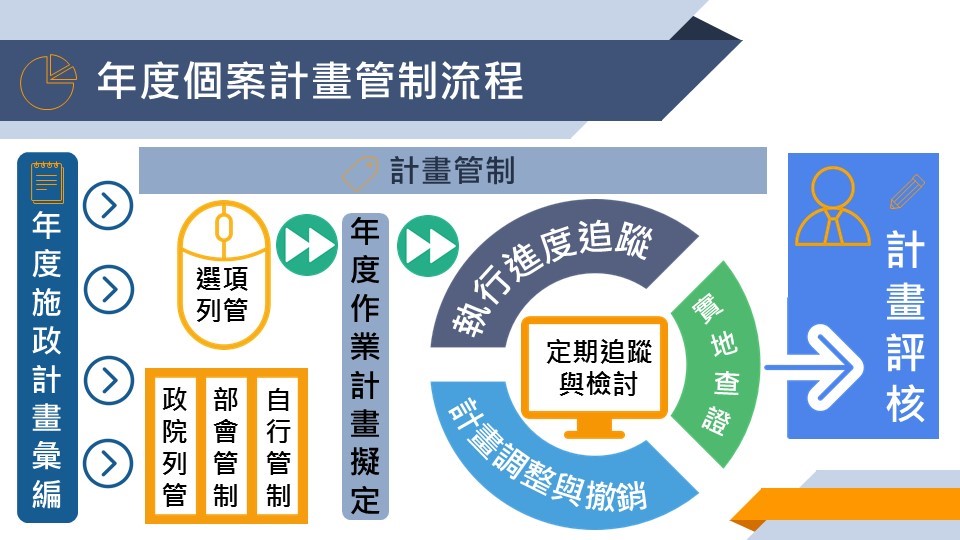 年度個案計畫管制流程
年度施政計畫彙編
計畫管制
選項
列管
政院列管
部會管制
自行管制
年度作業計畫擬定
執行進度追蹤
實地查證
計畫調整與撤銷
定期追蹤
與檢討
計畫評核